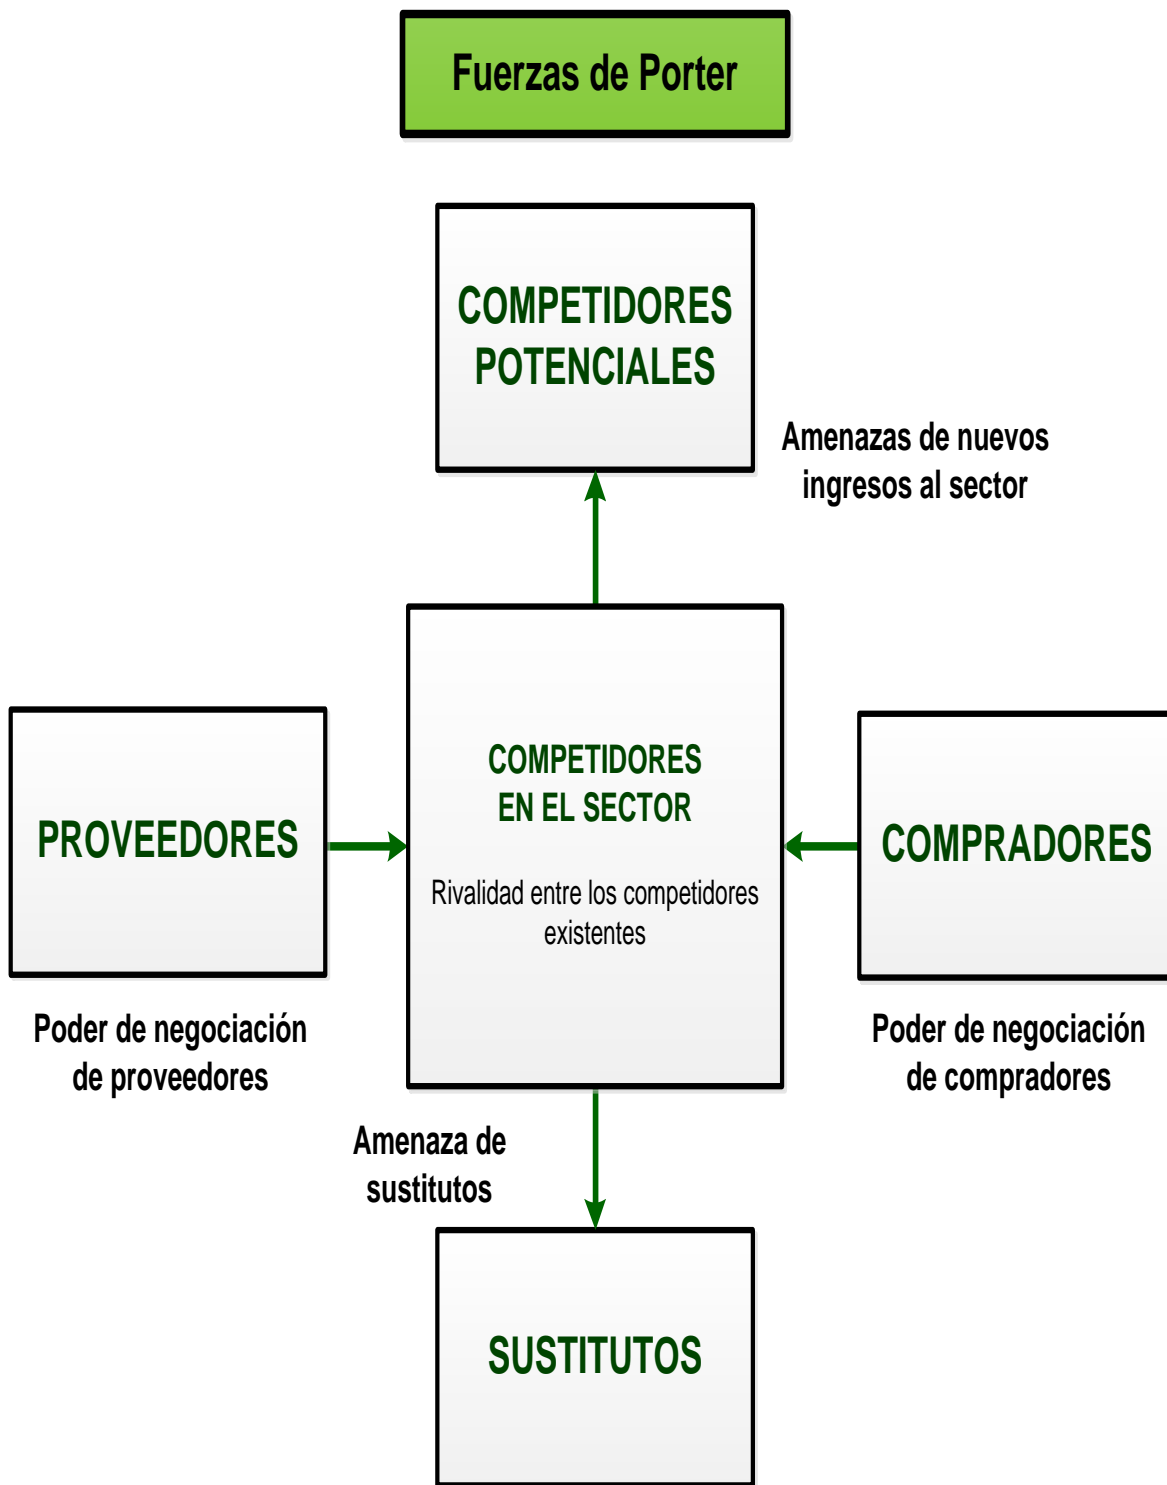 Fuerzas de Porter
COMPETIDORES
POTENCIALES
Amenazas de nuevos
ingresos al sector
COMPETIDORES
EN EL SECTOR
Rivalidad entre los competidores
existentes
PROVEEDORES
COMPRADORES
Poder de negociación
de proveedores
Poder de negociación
de compradores
Amenaza de
sustitutos
SUSTITUTOS